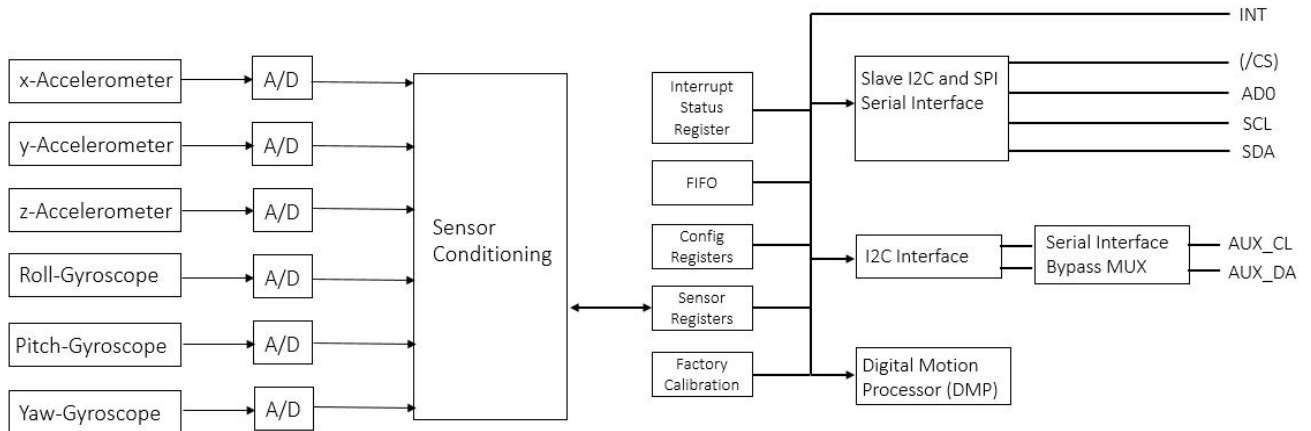 x-Accelerometer
A/D
y-Accelerometer
A/D
z-Accelerometer
A/D
Roll-Gyroscope
A/D
Pitch-Gyroscope
A/D
Yaw-Gyroscope
A/D
Sensor
Conditioning
Interrupt
Status
Register
FIFO
Config
Registers
Sensor
Registers
Factory
Calibration
INT
Slave I2C and SPI
Serial Interface
(/CS)
AD0
SCL
SDA
I2C Interface
Serial Interface
Bypass MUX
AUX_CL
AUX_DA
Digital Motion
Processor (DMP)